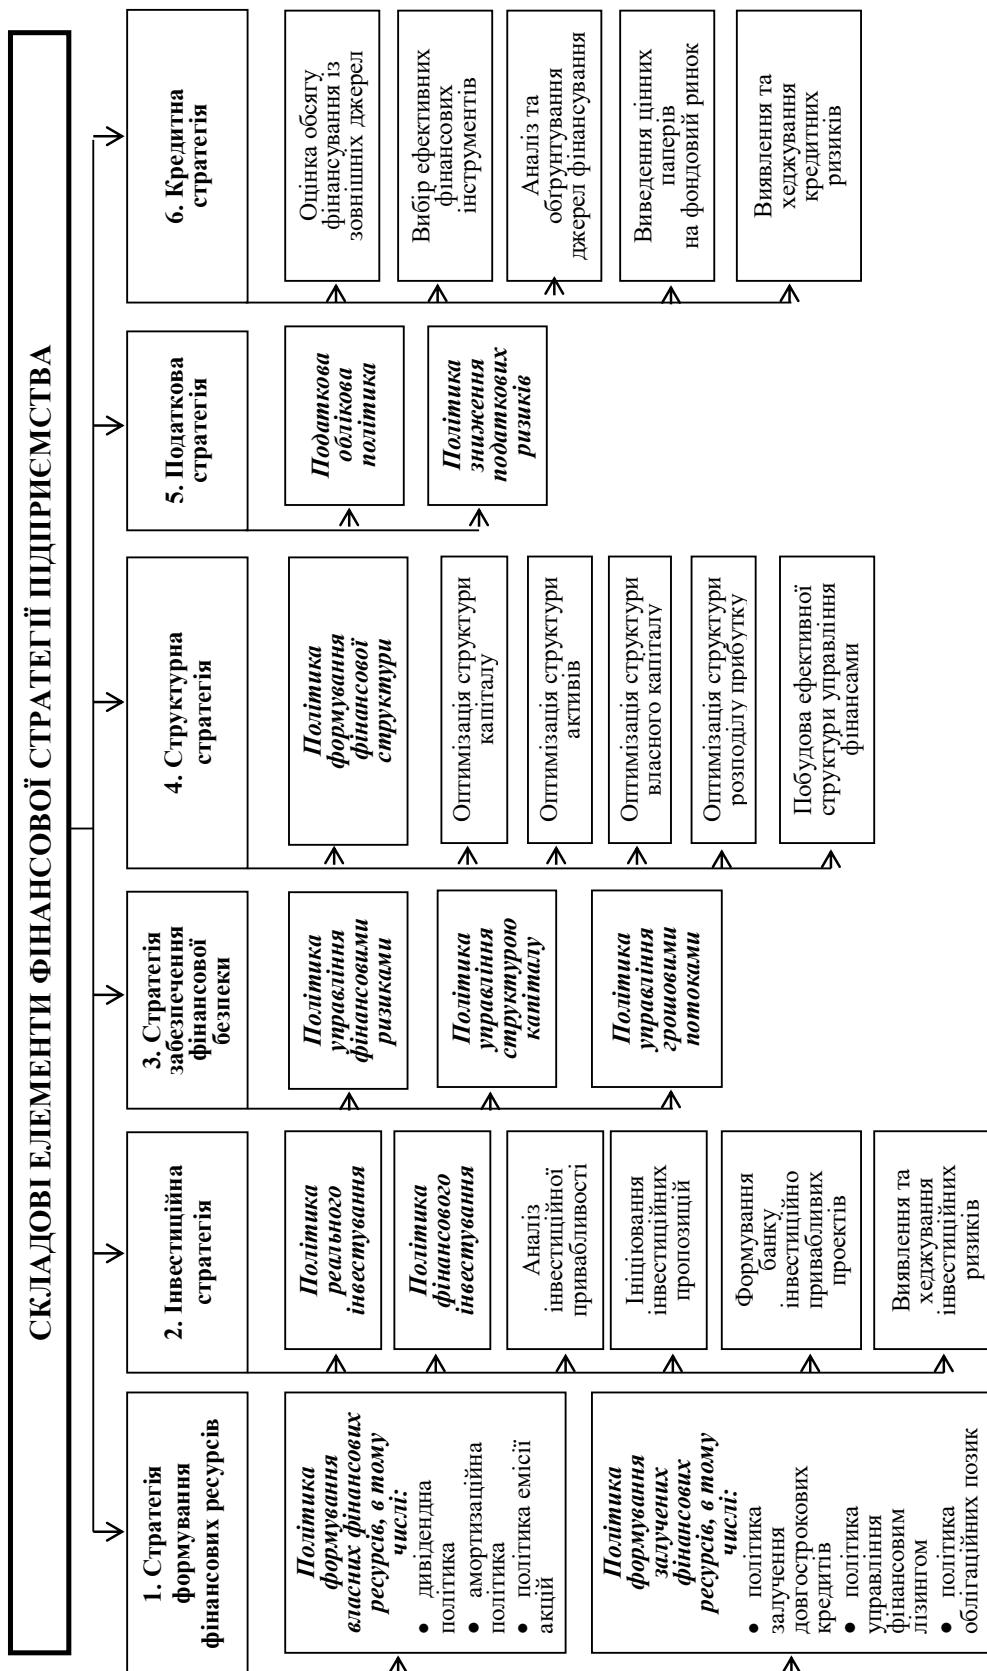 СКЛАДОВІ ЕЛЕМЕНТИ ФІНАНСОВОЇ СТРАТЕГІЇ ПІДПРИЄМСТВА
1. Стратегія
формування
фінансових ресурсів
Політика
формування
власних фінансових
ресурсів, в тому
числі:
● дивідендна
політика
● амортизаційна
політика
● політика емісії
акцій
Політика
формування
залучених
фінансових
ресурсів, в тому
числі:
● політика
залучення
довгострокових
кредитів
● політика
управління
фінансовим
лізингом
● політика
облігаційних позик
2. Інвестиційна
стратегія
Політика
реального
інвестування
Політика
фінансового
інвестування
Аналіз
інвестиційної
привабливості
Ініціювання
інвестиційних
пропозицій
Формування
банку
інвестиційно
привабливих
проектів
Виявлення та
хеджування
інвестиційних
ризиків
3. Стратегія
забезпечення
фінансової
безпеки
Політика
управління
фінансовими
ризиками
Політика
управління
структурою
капіталу
Політика
управління
грошовими
потоками
4. Структурна
стратегія
Політика
формування
фінансової
структури
Оптимізація структури
капіталу
Оптимізація структури
активів
Оптимізація структури
власного капіталу
Оптимізація структури
розподілу прибутку
Побудова ефективної
структури управління
фінансами
5. Податкова
стратегія
Податкова
облікова
політика
Політика
зниження
податкових
ризиків
6. Кредитна
стратегія
Оцінка обсягу
фінансування із
зовнішніх джерел
Вибір ефективних
фінансових
інструментів
Аналіз та
обґрунтування
джерел фінансування
Виведення цінних
паперів
на фондовий ринок
Виявлення та
хеджування
кредитних
ризиків